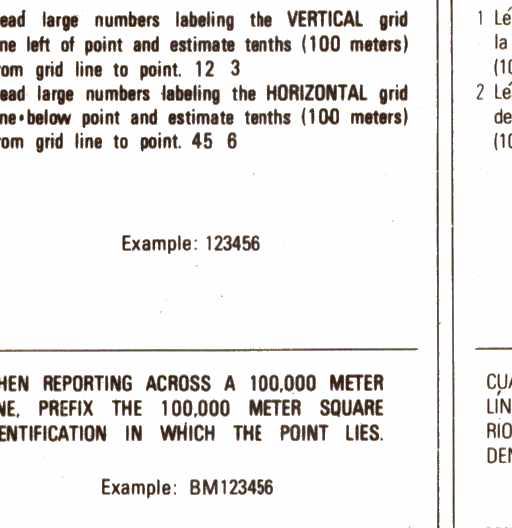 ead large numbers labeling the VERTICAL grid
ne left of point and estimate tenths (100 meters)
rom grid line to point. 12 3
ead large numbers labeling the HORIZONTAL grid
ne below point and estimate tenths (100 meters)
rom grid line to point. 45 6
Example: 123456
HEN REPORTING ACROSS A 100,000 METER
NE, PREFIX THE 100,000 METER SQUARE
ENTIFICATION IN WHICH THE POINT LIES.
Example: BM123456
1 Le
la
(10
2 Le
de
(10
CUA
LÍN
RIO
DEN